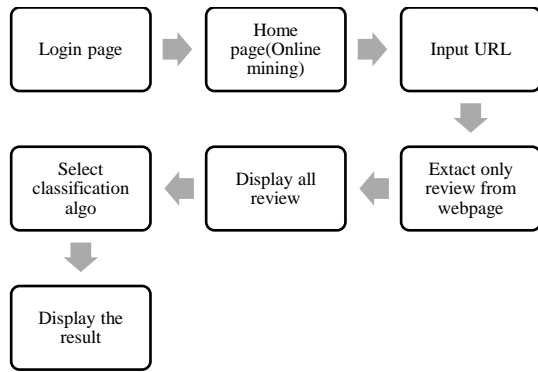 Login page
Home
page(Online
mining)
Input URL
Extact only
review from
webpage
Display all
review
Select
classification
algo
Display the
result